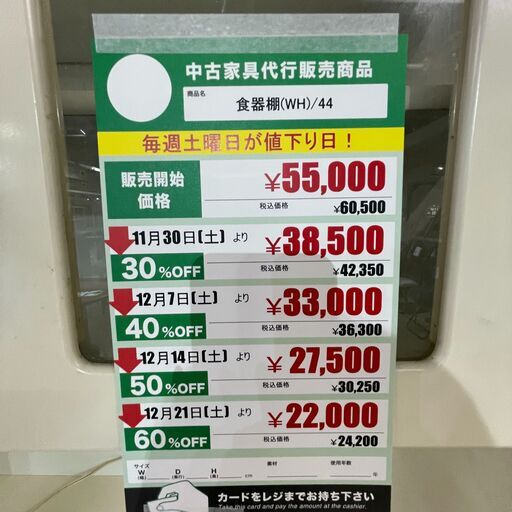 中古家具代行販売商品
商品名
食器棚(WH)/44
毎週土曜日が値下り日！
販売開始
価格
¥55,000
税込価格 ¥60,500
11月30日(土) より
30%OFF
¥38,500
税込価格 ¥42,350
12月7日(土) より
40%OFF
¥33,000
税込価格 ¥36,300
12月14日(土) より
50%OFF
¥27,500
税込価格 ¥30,250
12月21日(土) より
60%OFF
¥22,000
税込価格 ¥24,200
サイズ 素材 使用年数
W D H cm 年
(幅) (奥行) (高)
カードをレジまでお持ち下さい
Take this card and pay the amount at the cashier.